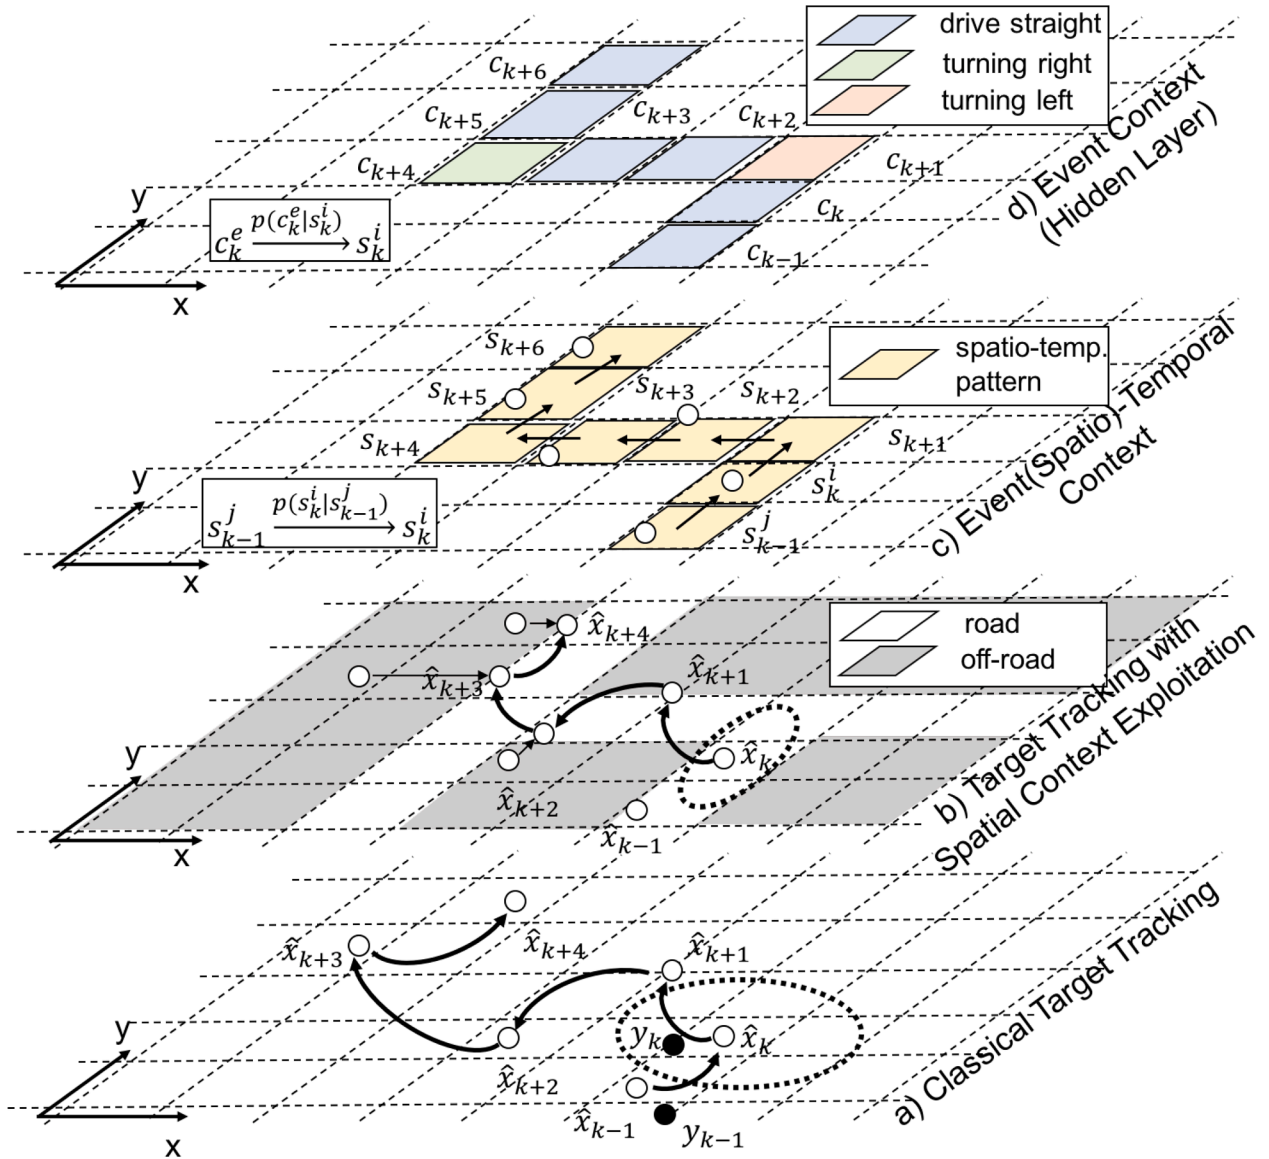 drive straight
turning right
turning left
c_{k+6}
c_{k+5}
c_{k+3}
c_{k+2}
c_{k+4}
c_{k+1}
c_k
c_{k-1}
y
x
p(c_k^e|s_k^i)
c_k^e → s_k^i
d) Event Context
(Hidden Layer)
spatio-temp.
pattern
s_{k+6}
s_{k+5}
s_{k+3}
s_{k+2}
s_{k+4}
s_{k+1}
s_k^i
s_{k-1}^j
y
x
p(s_k^i|s_{k-1}^j)
s_{k-1}^j → s_k^i
c) Event(Spatio)-Temporal
Context
road
off-road
x̂_{k+4}
x̂_{k+3}
x̂_{k+1}
x̂_k
x̂_{k+2}
x̂_{k-1}
y
x
b) Target Tracking with
Spatial Context Exploitation
x̂_{k+3}
x̂_{k+4}
x̂_{k+1}
y_k
x̂_k
x̂_{k+2}
x̂_{k-1}
y_{k-1}
y
x
a) Classical Target Tracking